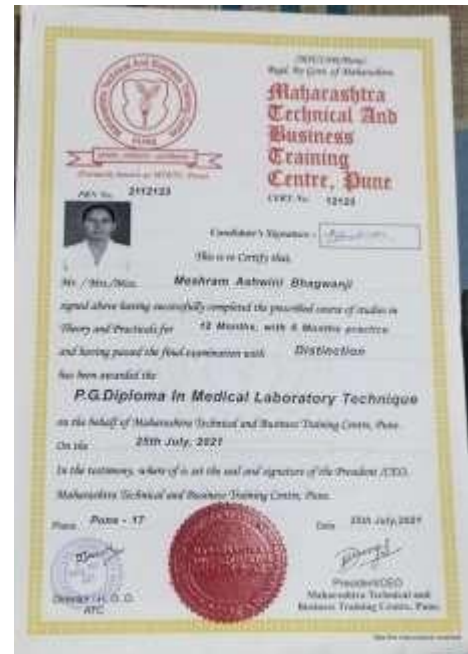 Regd. By Govt. of Maharashtra
Maharashtra
Technical And
Business
Training
Centre, Pune
PUNE
PRN No. 2112123
CERT. No. 12123
Candidate's Signature :
This is to Certify that,
Mr. / Mrs./Miss. Meshram Ashwini Bhagwanji
signed above having successfully completed the prescribed course of studies in
Theory and Practicals for 12 Months, with 6 Months practice
and having passed the final examination with Distinction
has been awarded the
P.G.Diploma In Medical Laboratory Technique
on the behalf of Maharashtra Technical and Business Training Centre, Pune.
On the 25th July, 2021
In the testimony, where of is set the seal and signature of the President /CEO,
Maharashtra Technical and Business Training Centre, Pune.
Place Pune - 17
Date 25th July, 2021
Director / H. O. D.
ATC
President/CEO
Maharashtra Technical and
Business Training Centre, Pune